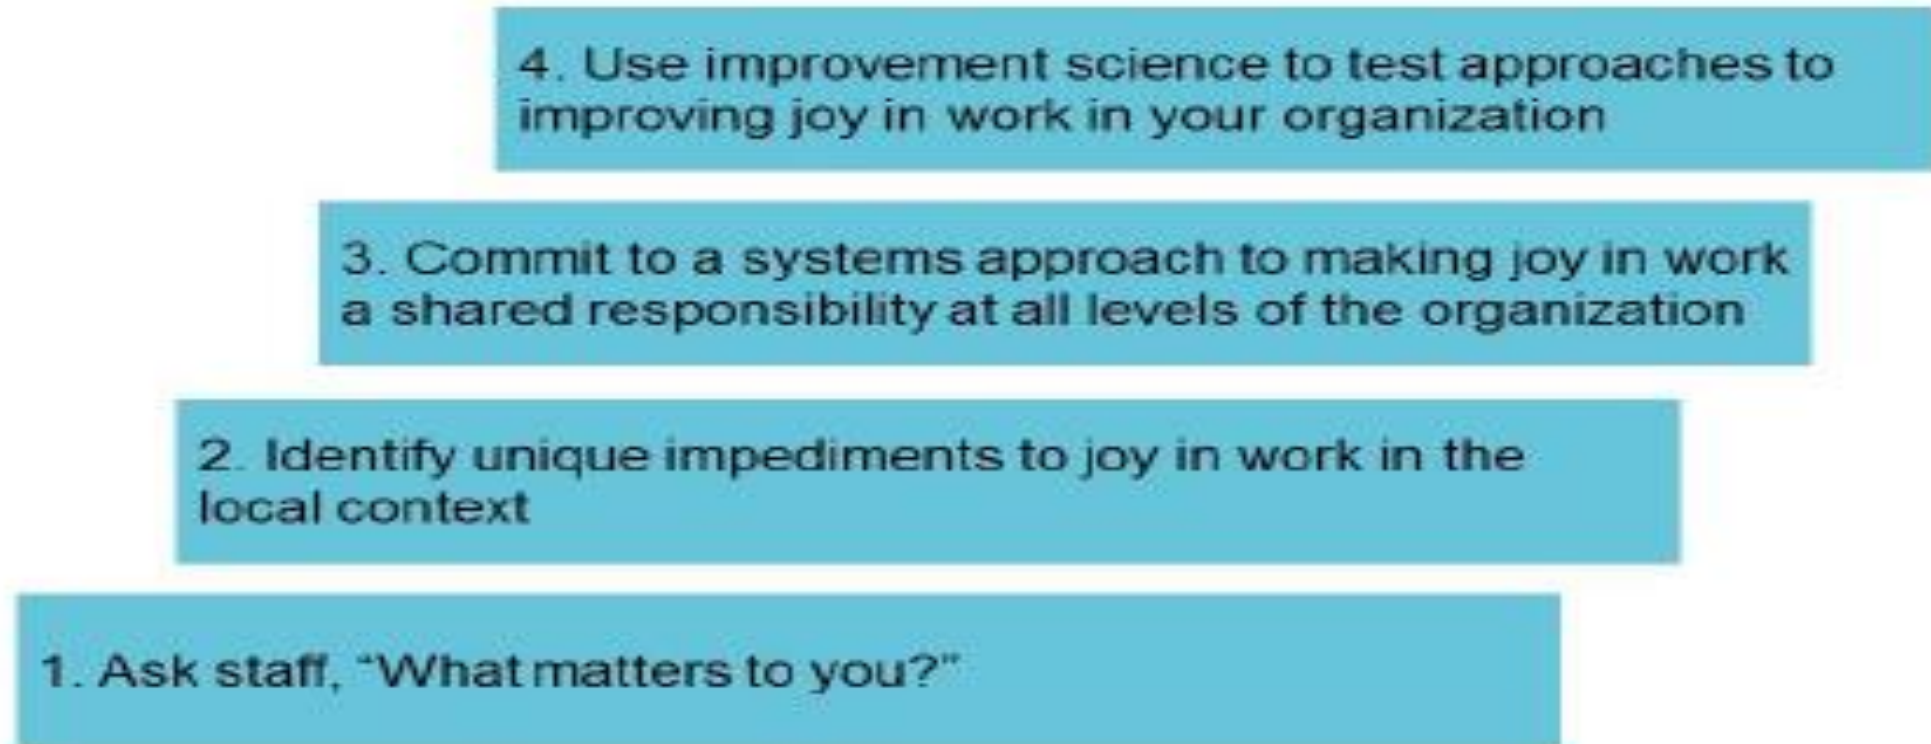 4. Use improvement science to test approaches to
improving joy in work in your organization
3. Commit to a systems approach to making joy in work
a shared responsibility at all levels of the organization
2. Identify unique impediments to joy in work in the
local context
1. Ask staff, “What matters to you?”